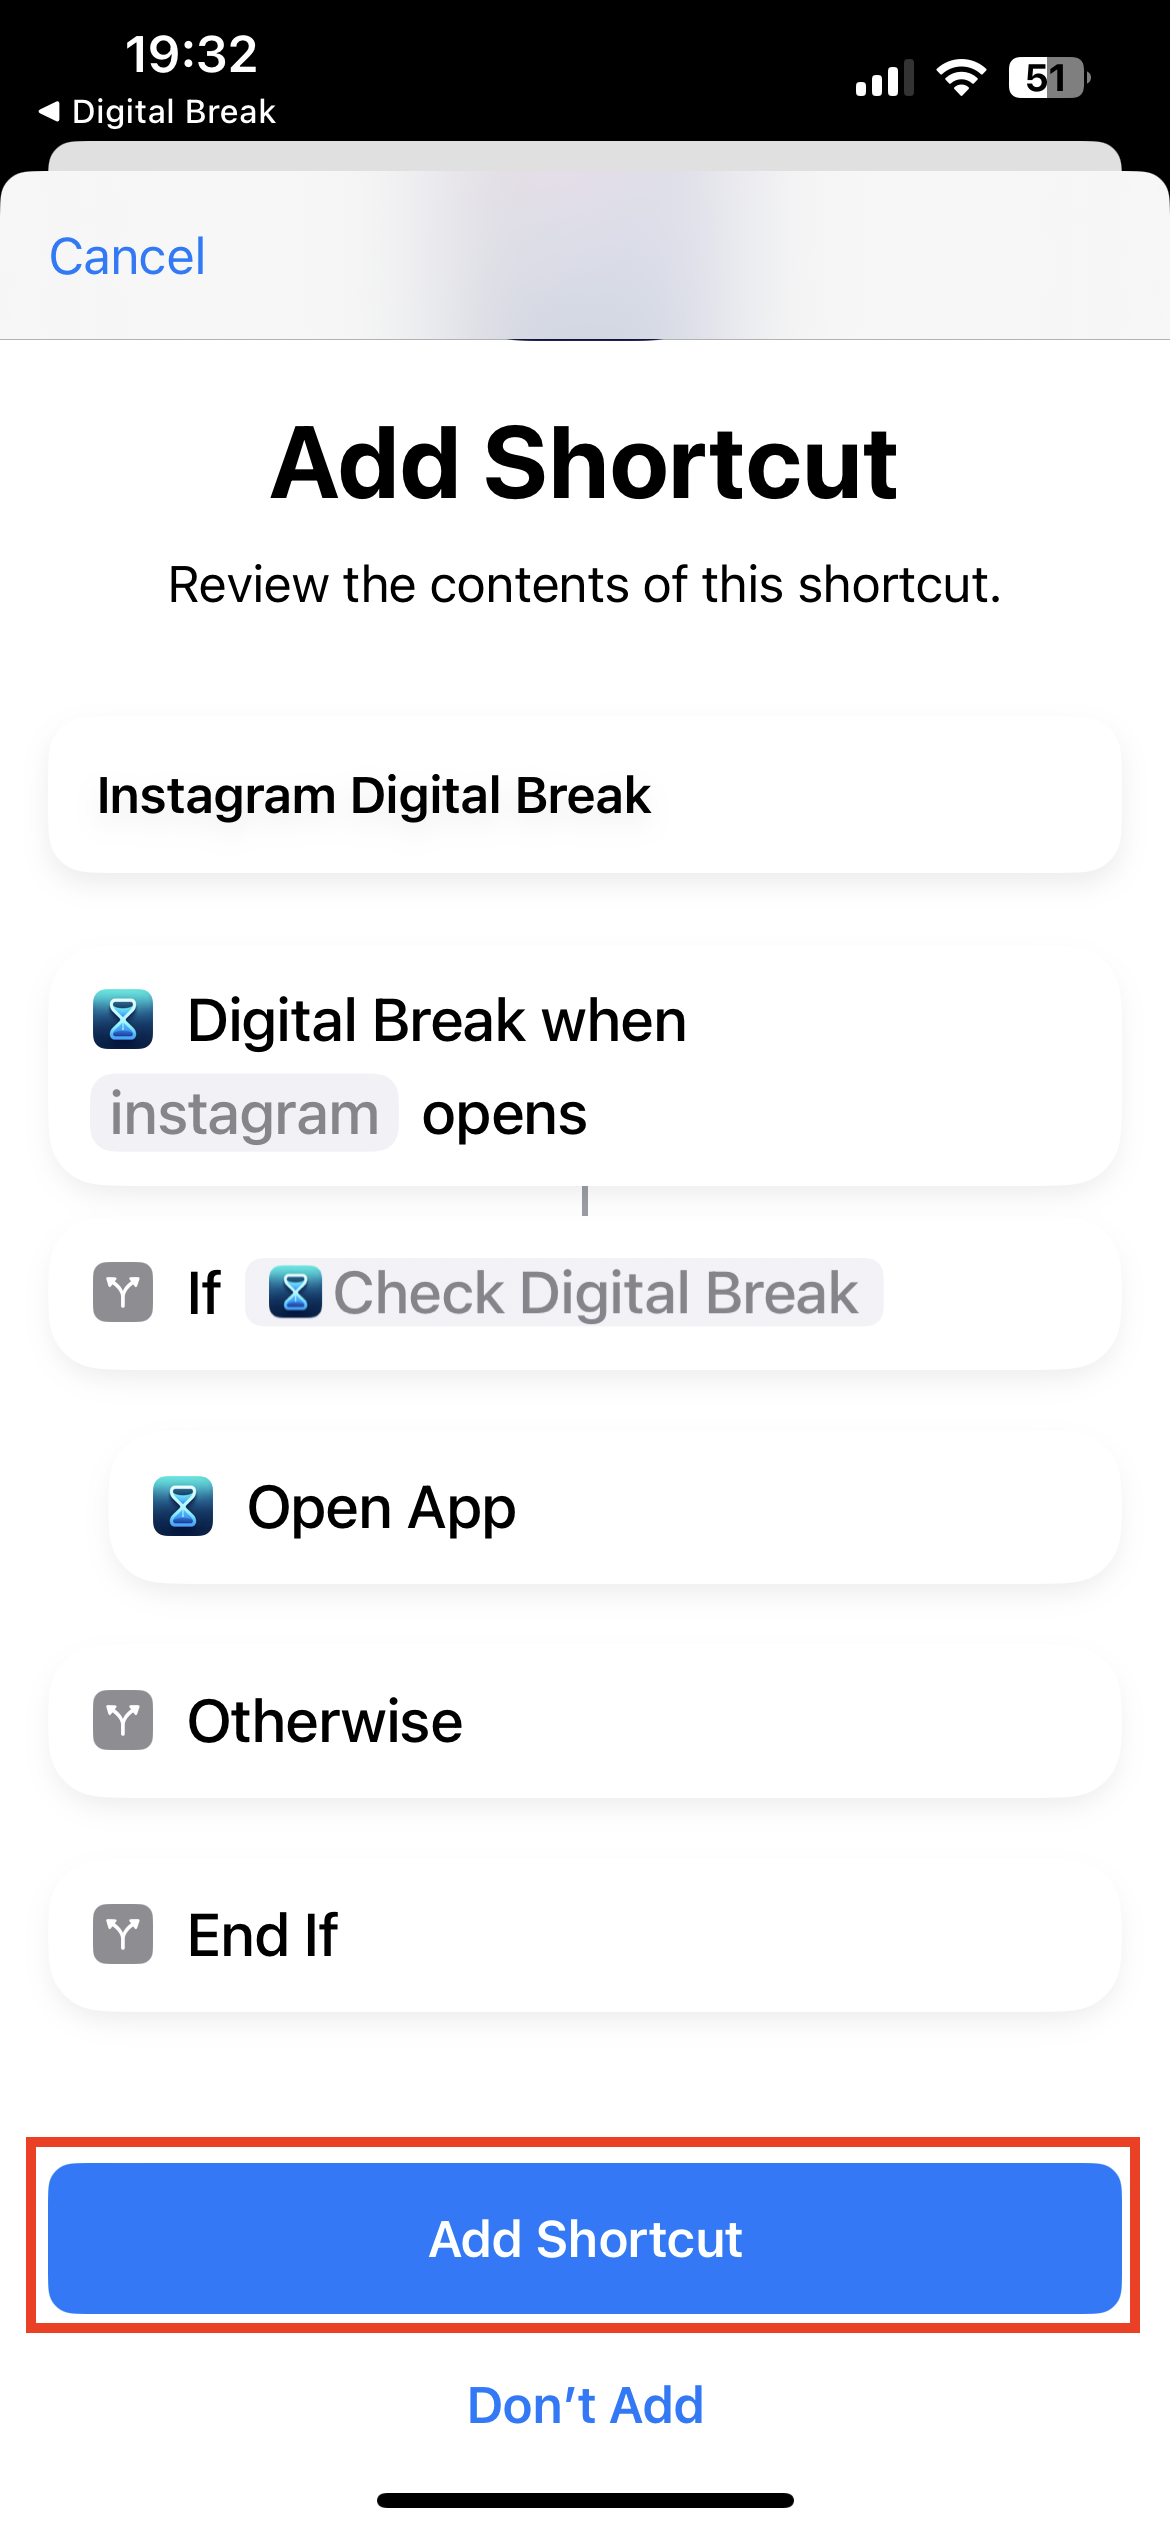 19:32
51
◀ Digital Break
Cancel
Add Shortcut
Review the contents of this shortcut.
Instagram Digital Break
Digital Break when
instagram opens
If Check Digital Break
Open App
Otherwise
End If
Add Shortcut
Don’t Add